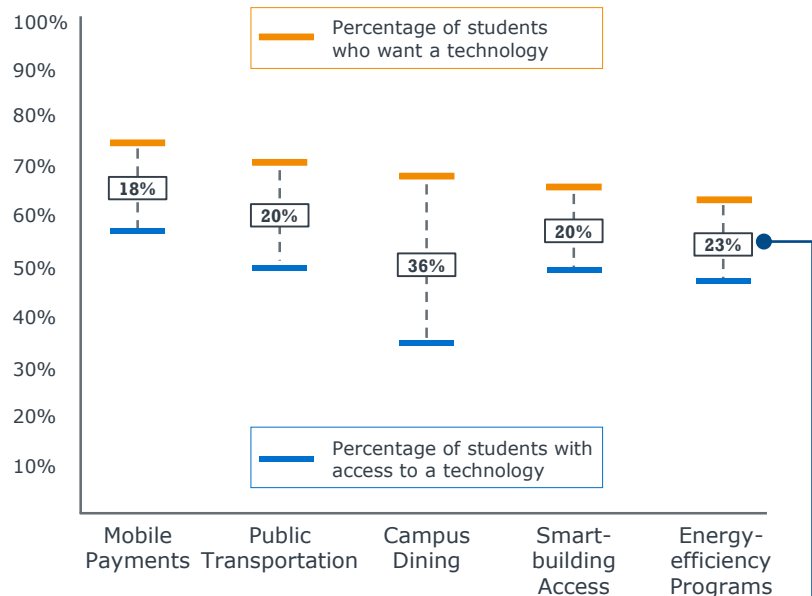 100%
90%
80%
70%
60%
50%
40%
30%
20%
10%
Percentage of students
who want a technology
18%
20%
36%
20%
23%
Percentage of students with
access to a technology
Mobile
Payments
Public
Transportation
Campus
Dining
Smart-
building
Access
Energy-
efficiency
Programs